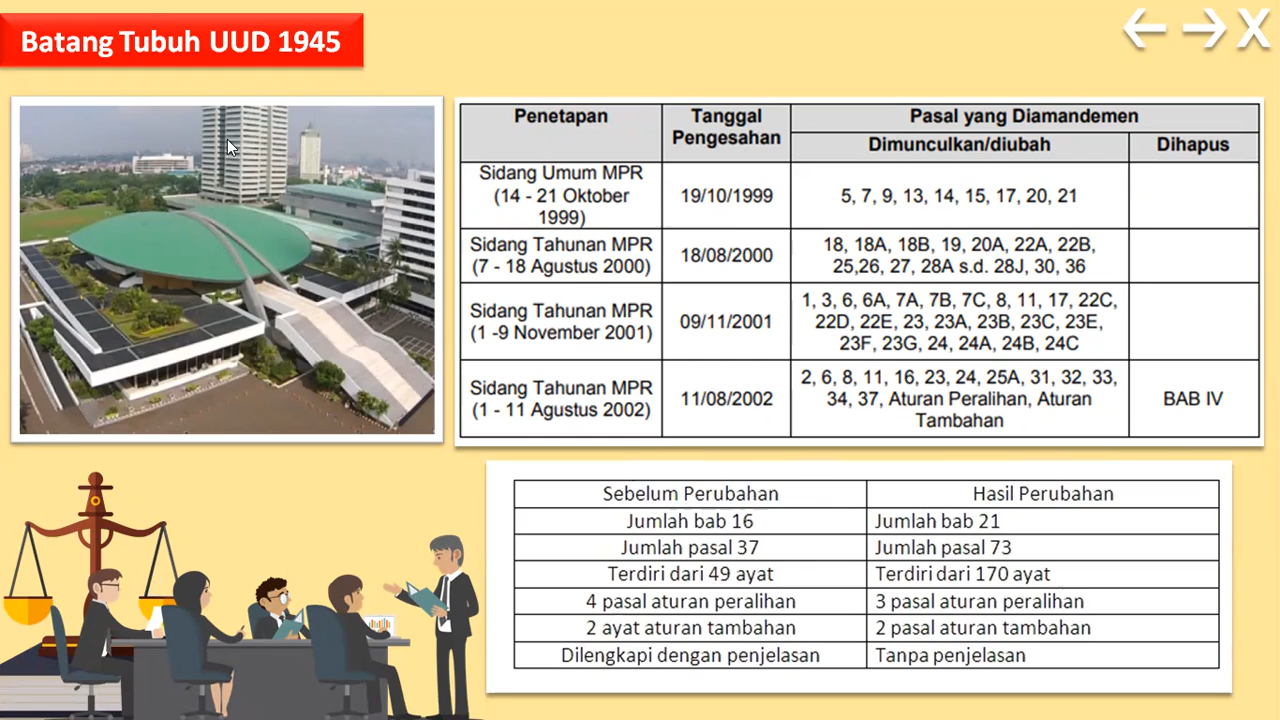 Batang Tubuh UUD 1945
X
Penetapan
Tanggal
Pengesahan
Pasal yang Diamandemen
Dimunculkan/diubah
Dihapus
Sidang Umum MPR
(14 - 21 Oktober
1999)
19/10/1999
5, 7, 9, 13, 14, 15, 17, 20, 21
Sidang Tahunan MPR
(7 - 18 Agustus 2000)
18/08/2000
18, 18A, 18B, 19, 20A, 22A, 22B,
25,26, 27, 28A s.d. 28J, 30, 36
Sidang Tahunan MPR
(1 -9 November 2001)
09/11/2001
1, 3, 6, 6A, 7A, 7B, 7C, 8, 11, 17, 22C,
22D, 22E, 23, 23A, 23B, 23C, 23E,
23F, 23G, 24, 24A, 24B, 24C
Sidang Tahunan MPR
(1 - 11 Agustus 2002)
11/08/2002
2, 6, 8, 11, 16, 23, 24, 25A, 31, 32, 33,
34, 37, Aturan Peralihan, Aturan
Tambahan
BAB IV
Sebelum Perubahan
Hasil Perubahan
Jumlah bab 16
Jumlah bab 21
Jumlah pasal 37
Jumlah pasal 73
Terdiri dari 49 ayat
Terdiri dari 170 ayat
4 pasal aturan peralihan
3 pasal aturan peralihan
2 ayat aturan tambahan
2 pasal aturan tambahan
Dilengkapi dengan penjelasan
Tanpa penjelasan